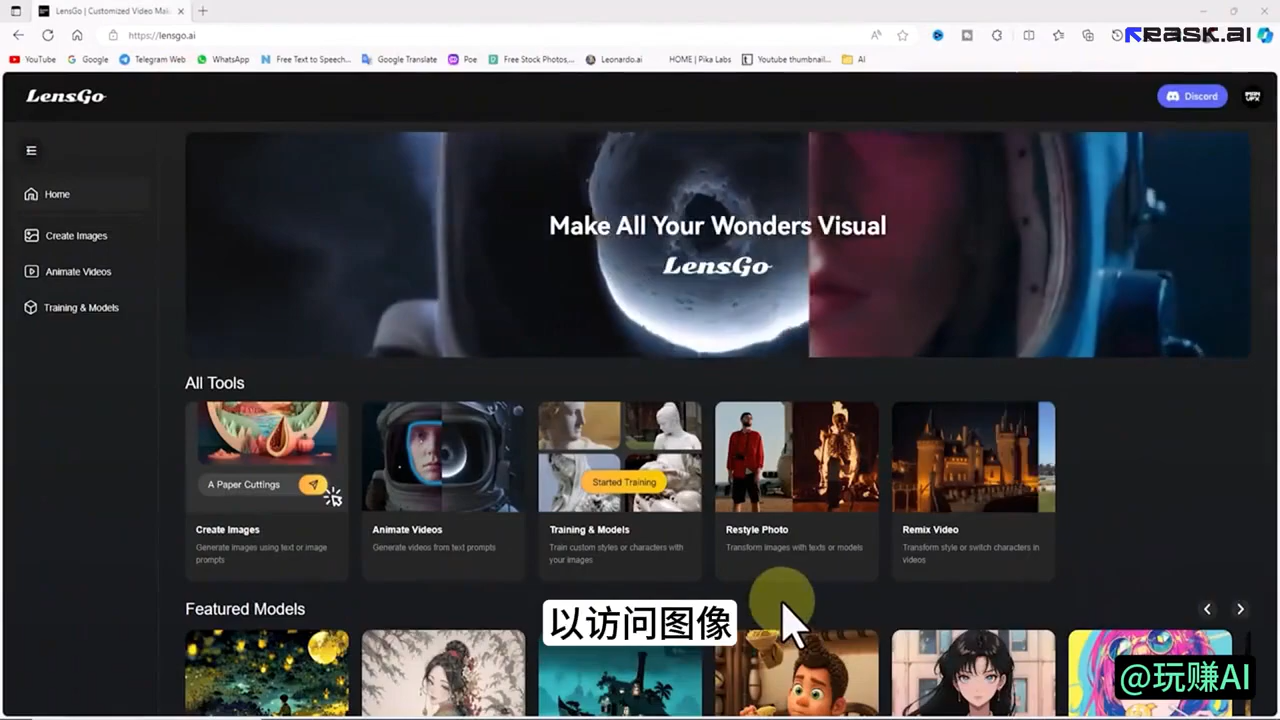 LensGo | Customized Video Mak
https://lensgo.ai
rask.ai
YouTube
Google
Telegram Web
WhatsApp
Free Text to Speech...
Google Translate
Poe
Free Stock Photos,...
Leonardo.ai
HOME | Pika Labs
Youtube thumbnail...
AI
LensGo
Discord
Home
Create Images
Animate Videos
Training & Models
Make All Your Wonders Visual
LensGo
All Tools
A Paper Cuttings
Started Training
Create Images
Generate images using text or image
prompts
Animate Videos
Generate videos from text prompts
Training & Models
Train custom styles or characters with
your images
Restyle Photo
Transform images with texts or models
Remix Video
Transform style or switch characters in
videos
Featured Models
以访问图像
@玩赚AI